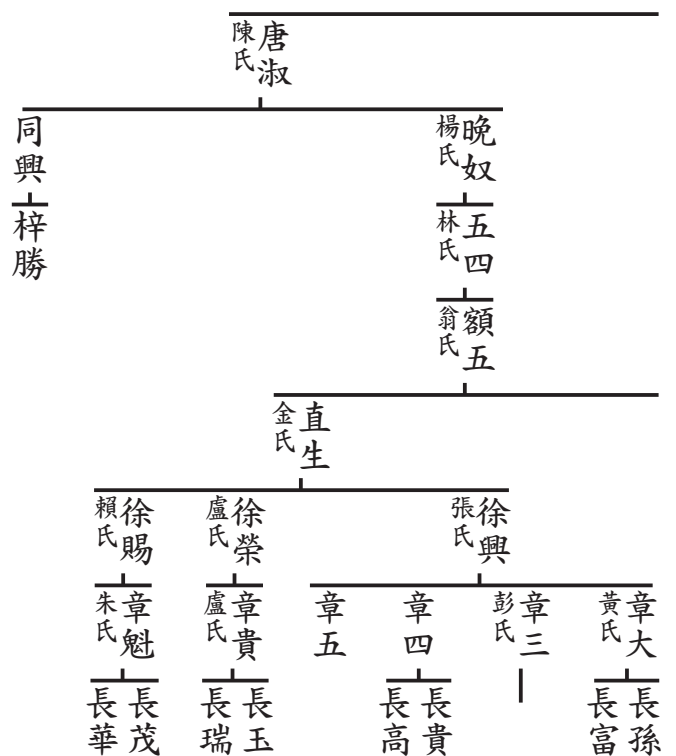 唐淑
陳氏
晚奴
楊氏
同興
五四
林氏
梓勝
額五
翁氏
直生
金氏
徐興
張氏
徐榮
盧氏
徐賜
賴氏
章大
黃氏
章三
彭氏
章四
章五
章貴
盧氏
章魁
朱氏
長孫
長富
長貴
長高
長玉
長瑞
長茂
長華